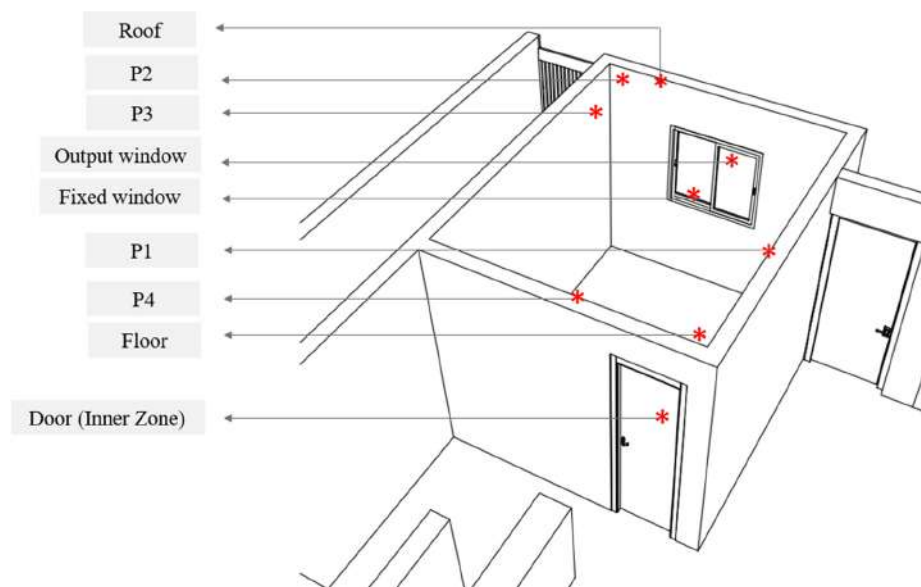 Roof
P2
P3
Output window
Fixed window
P1
P4
Floor
Door (Inner Zone)